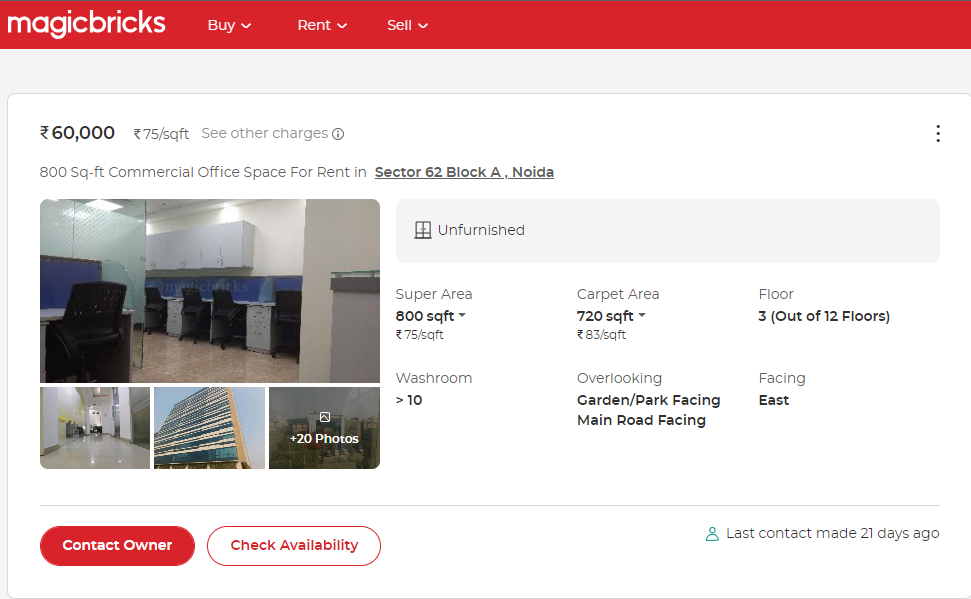 magicbricks
Buy Rent Sell
₹60,000 ₹75/sqft See other charges
800 Sq-ft Commercial Office Space For Rent in Sector 62 Block A , Noida
magicbricks
Unfurnished
Super Area Carpet Area Floor
800 sqft 720 sqft 3 (Out of 12 Floors)
₹75/sqft ₹83/sqft
Washroom Overlooking Facing
> 10 Garden/Park Facing East
Main Road Facing
+20 Photos
Contact Owner Check Availability Last contact made 21 days ago